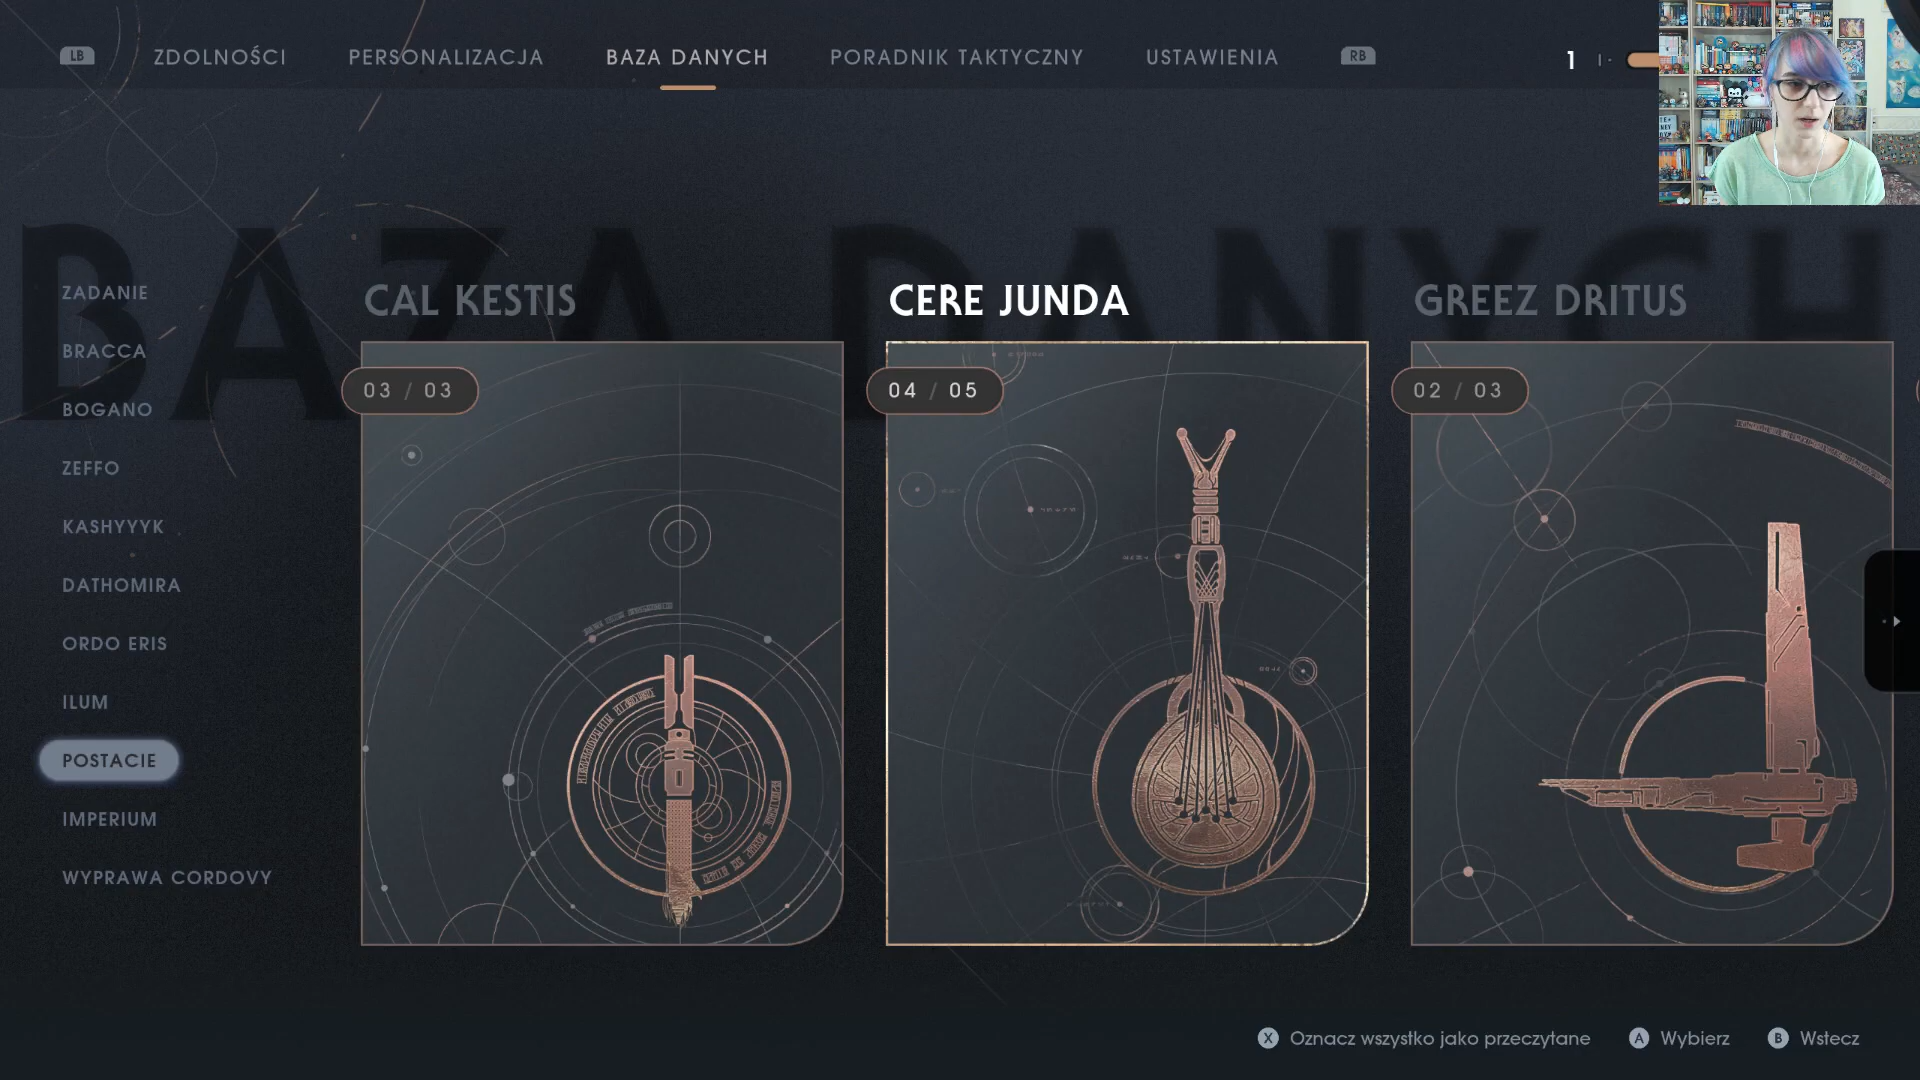 LB ZDOLNOŚCI PERSONALIZACJA BAZA DANYCH PORADNIK TAKTYCZNY USTAWIENIA RB 1
BAZA DANYCH
ZADANIE
BRACCA
BOGANO
ZEFFO
KASHYYYK
DATHOMIRA
ORDO ERIS
ILUM
POSTACIE
IMPERIUM
WYPRAWA CORDOVY
CAL KESTIS
03 / 03
CERE JUNDA
04 / 05
GREEZ DRITUS
02 / 03
X Oznacz wszystko jako przeczytane A Wybierz B Wstecz